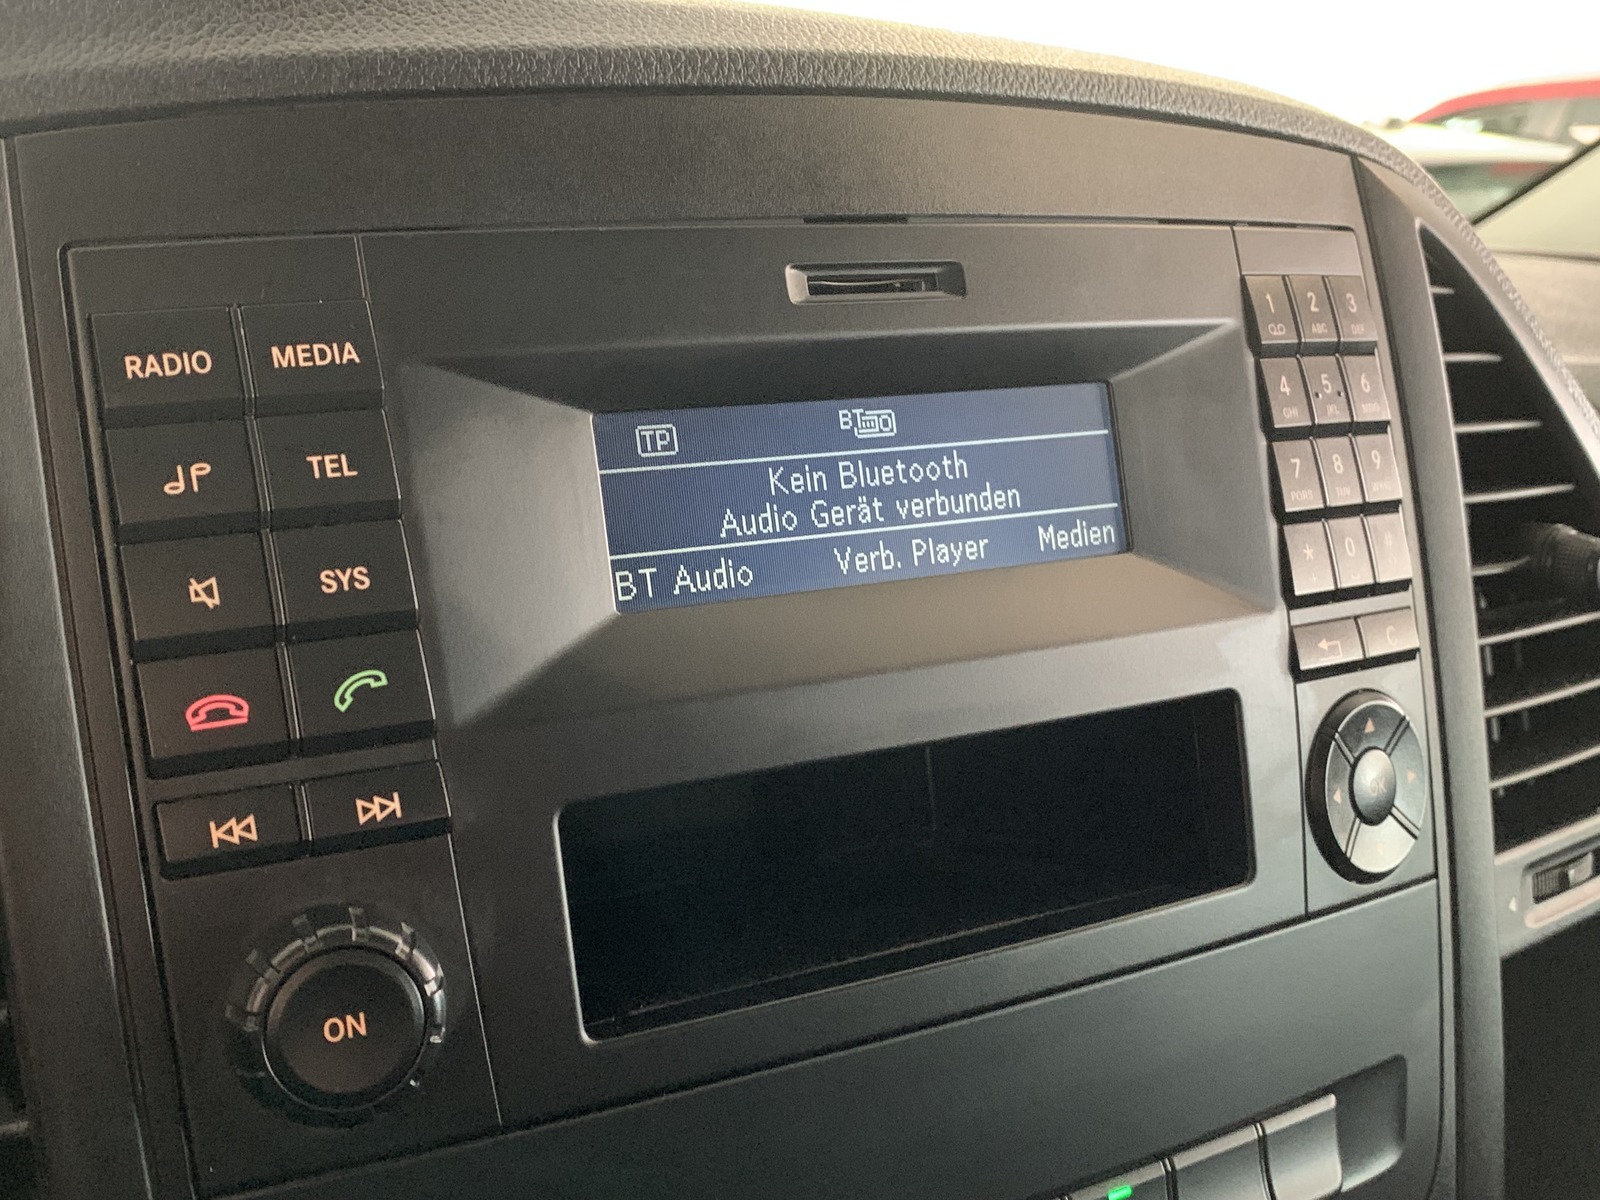 RADIO
MEDIA
TEL
SYS
ON
TP
BT
Kein Bluetooth
Audio Gerät verbunden
BT Audio Verb. Player Medien
1 2 ABC 3 DEF
4 GHI 5 JKL 6 MNO
7 PQRS 8 TUV 9 WXYZ
* 0 + #
C
OK